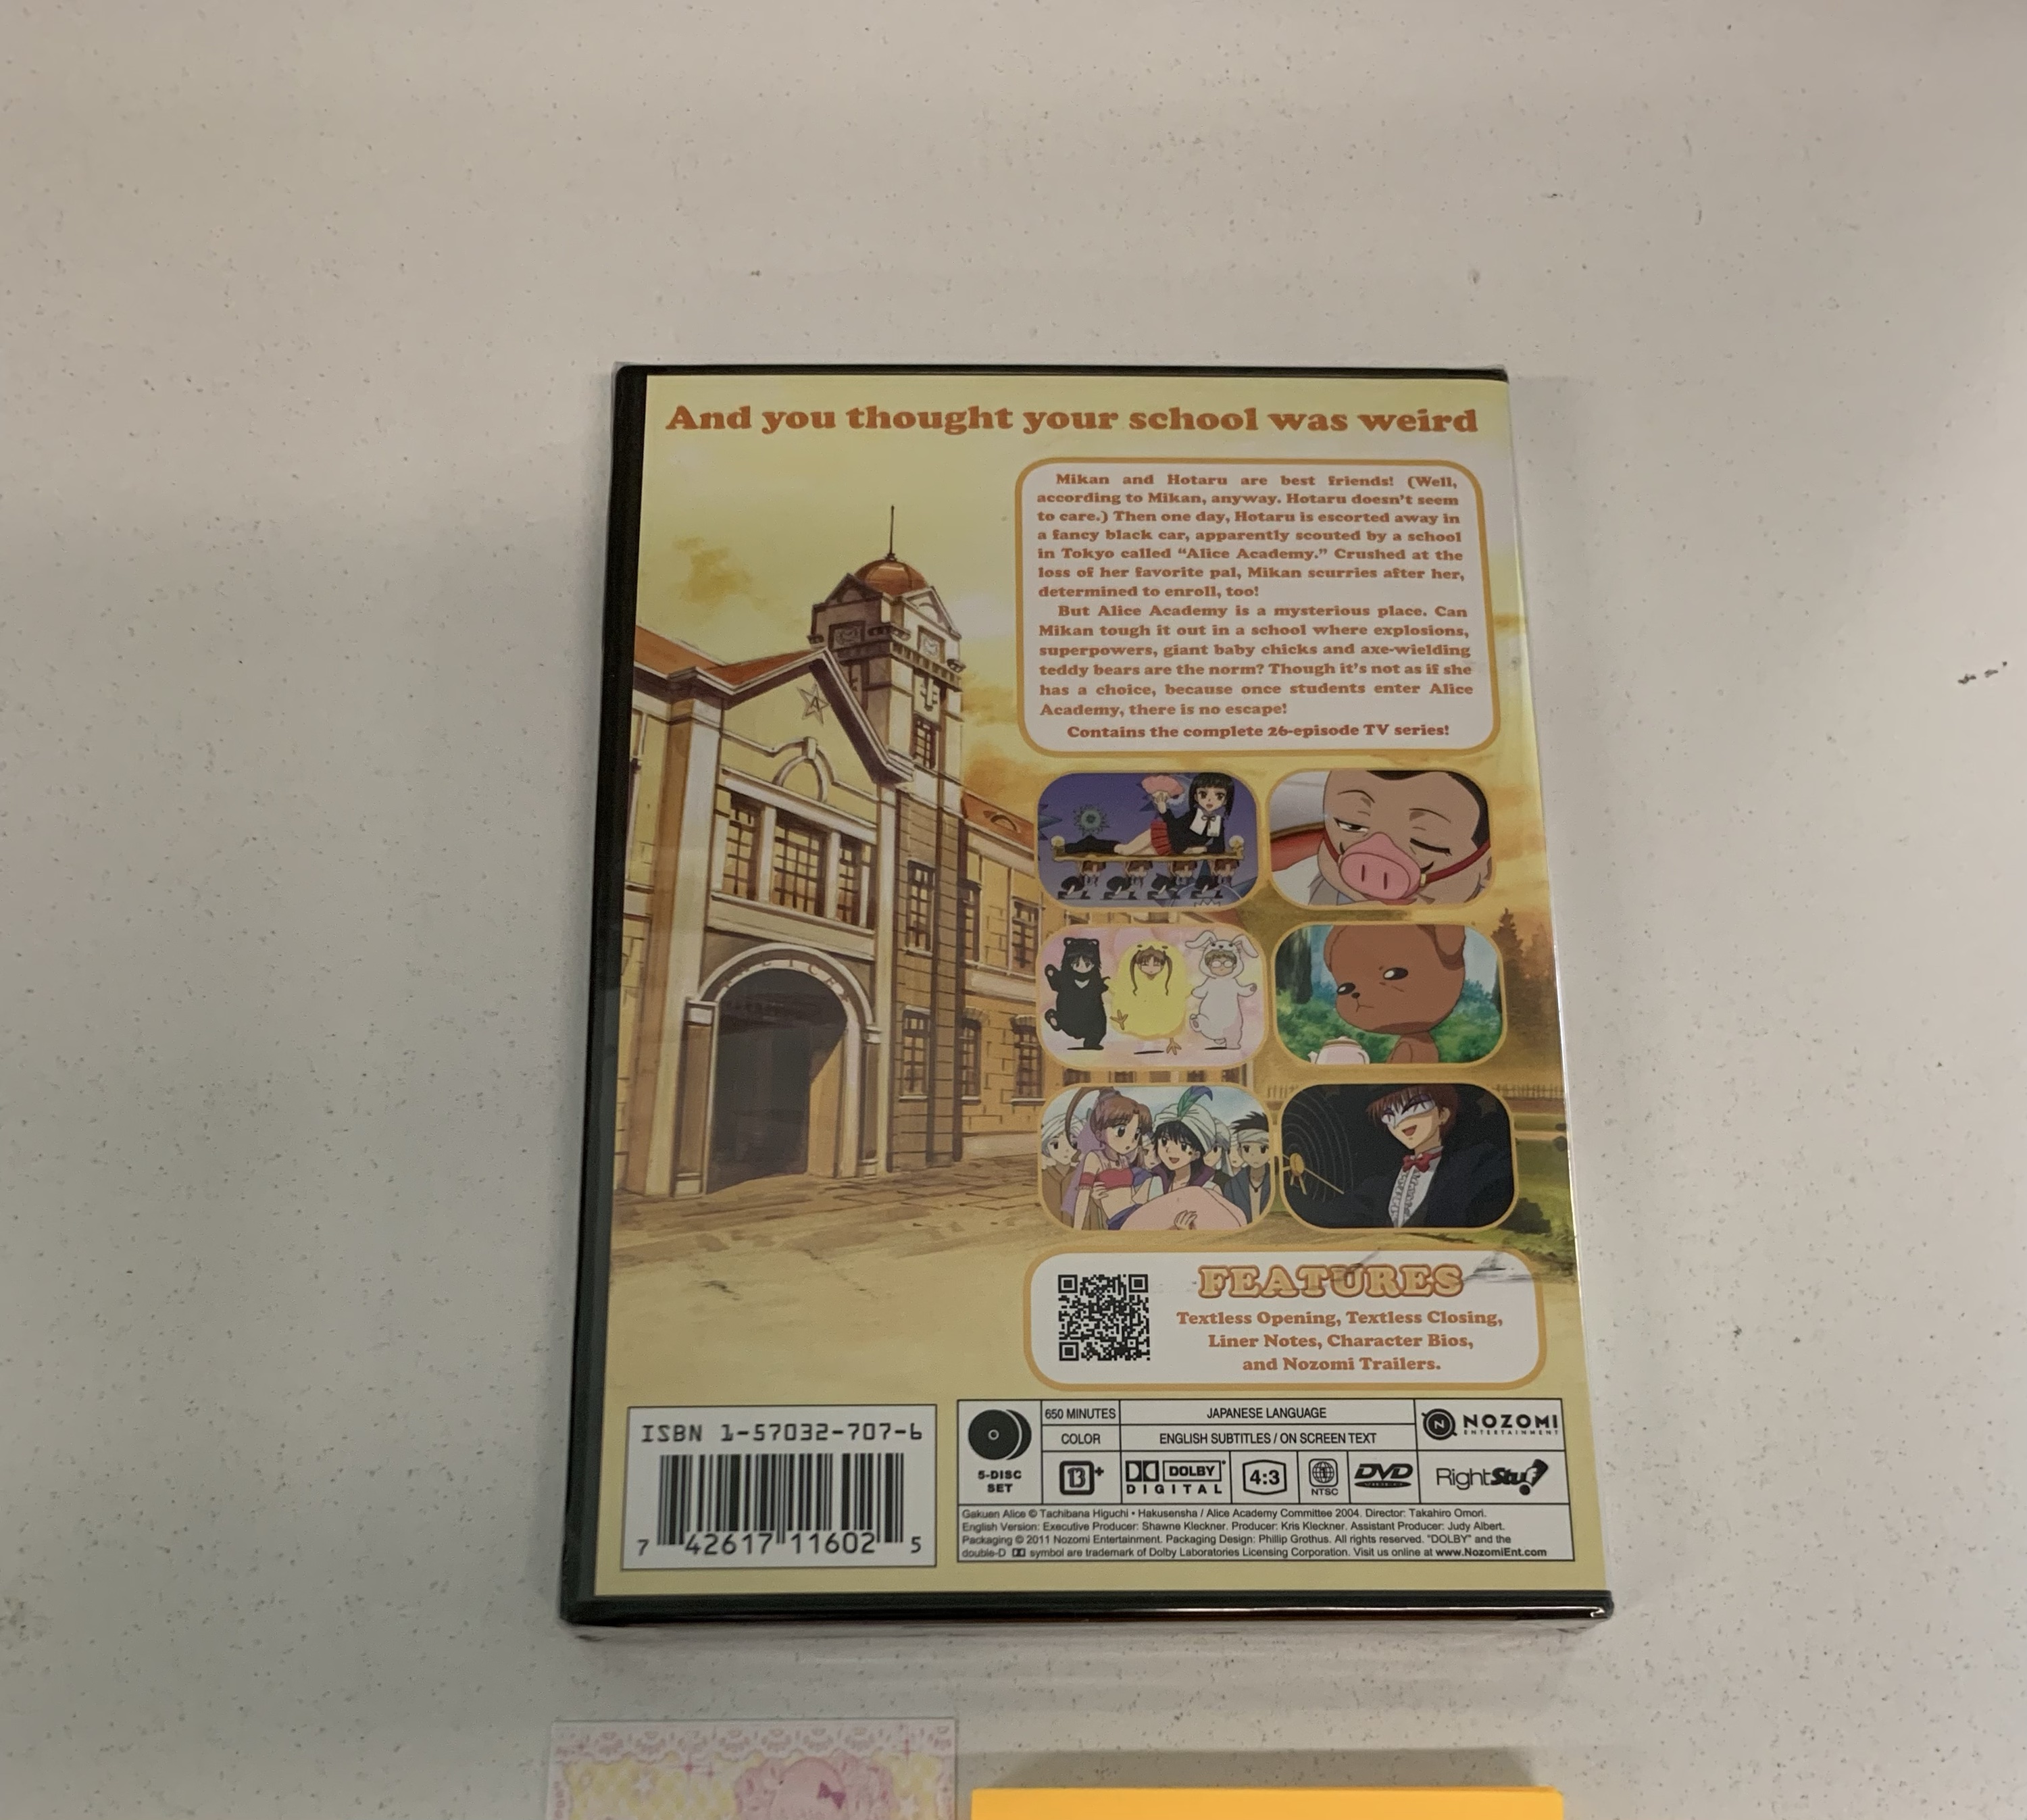 And you thought your school was weird
Mikan and Hotaru are best friends! (Well,
according to Mikan, anyway. Hotaru doesn't seem
to care.) Then one day, Hotaru is escorted away in
a fancy black car, apparently scouted by a school
in Tokyo called “Alice Academy.” Crushed at the
loss of her favorite pal, Mikan scurries after her,
determined to enroll, too!
But Alice Academy is a mysterious place. Can
Mikan tough it out in a school where explosions,
superpowers, giant baby chicks and axe-wielding
teddy bears are the norm? Though it's not as if she
has a choice, because once students enter Alice
Academy, there is no escape!
Contains the complete 26-episode TV series!
FEATURES
Textless Opening, Textless Closing,
Liner Notes, Character Bios,
and Nozomi Trailers.
ISBN 1-57032-707-6
7 42617 11602 5
5-DISC
SET
650 MINUTES
COLOR
JAPANESE LANGUAGE
ENGLISH SUBTITLES / ON SCREEN TEXT
13+
DOLBY
DIGITAL
4:3
NTSC
DVD
N NOZOMI
ENTERTAINMENT
RightStuf!
Gakuen Alice © Tachibana Higuchi • Hakusensha / Alice Academy Committee 2004. Director: Takahiro Omori.
English Version: Executive Producer: Shawne Kleckner. Producer: Kris Kleckner. Assistant Producer: Judy Albert.
Packaging © 2011 Nozomi Entertainment. Packaging Design: Phillip Grothus. All rights reserved. "DOLBY" and the
double-D symbol are trademark of Dolby Laboratories Licensing Corporation. Visit us online at www.NozomiEnt.com